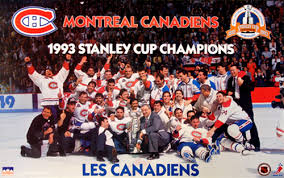 MONTREAL CANADIENS
1993 STANLEY CUP CHAMPIONS
LES CANADIENS